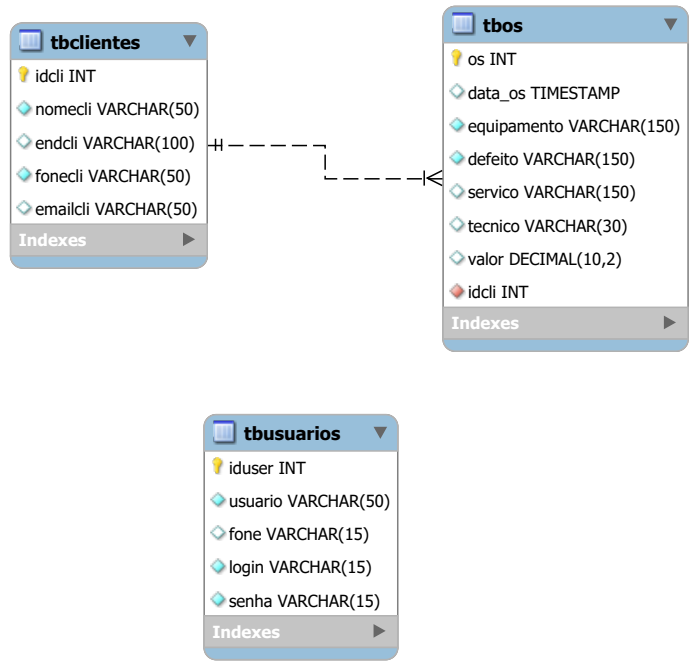 tbclientes
idcli INT
nomecli VARCHAR(50)
endcli VARCHAR(100)
fonecli VARCHAR(50)
emailcli VARCHAR(50)
Indexes
tbos
os INT
data_os TIMESTAMP
equipamento VARCHAR(150)
defeito VARCHAR(150)
servico VARCHAR(150)
tecnico VARCHAR(30)
valor DECIMAL(10,2)
idcli INT
Indexes
tbusuarios
iduser INT
usuario VARCHAR(50)
fone VARCHAR(15)
login VARCHAR(15)
senha VARCHAR(15)
Indexes